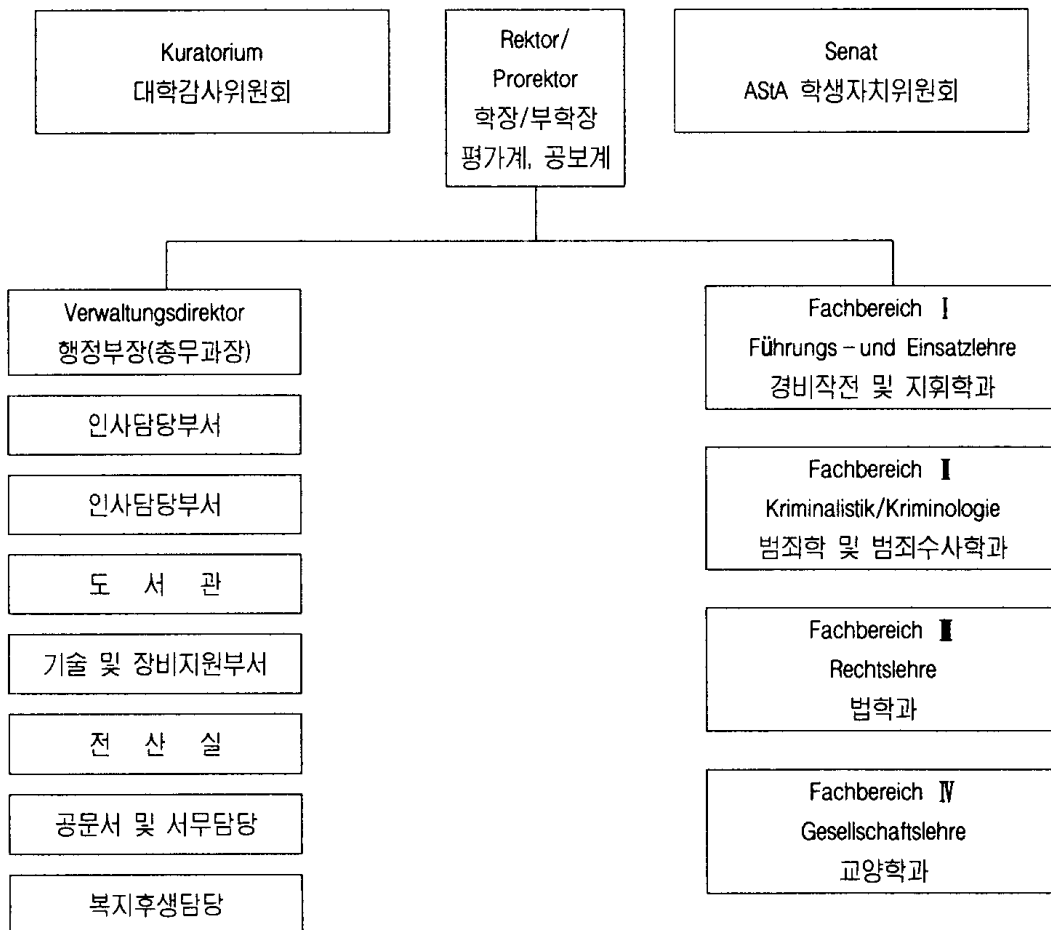 Kuratorium
대학감사위원회
Rektor/
Prorektor
학장/부학장
평가계, 공보계
Senat
AStA 학생자치위원회
Verwaltungsdirektor
행정부장(총무과장)
인사담당부서
인사담당부서
도 서 관
기술 및 장비지원부서
전 산 실
공문서 및 서무담당
복지후생담당
Fachbereich Ⅰ
Führungs – und Einsatzlehre
경비작전 및 지휘학과
Fachbereich Ⅱ
Kriminalistik/Kriminologie
범죄학 및 범죄수사학과
Fachbereich Ⅲ
Rechtslehre
법학과
Fachbereich Ⅳ
Gesellschaftslehre
교양학과